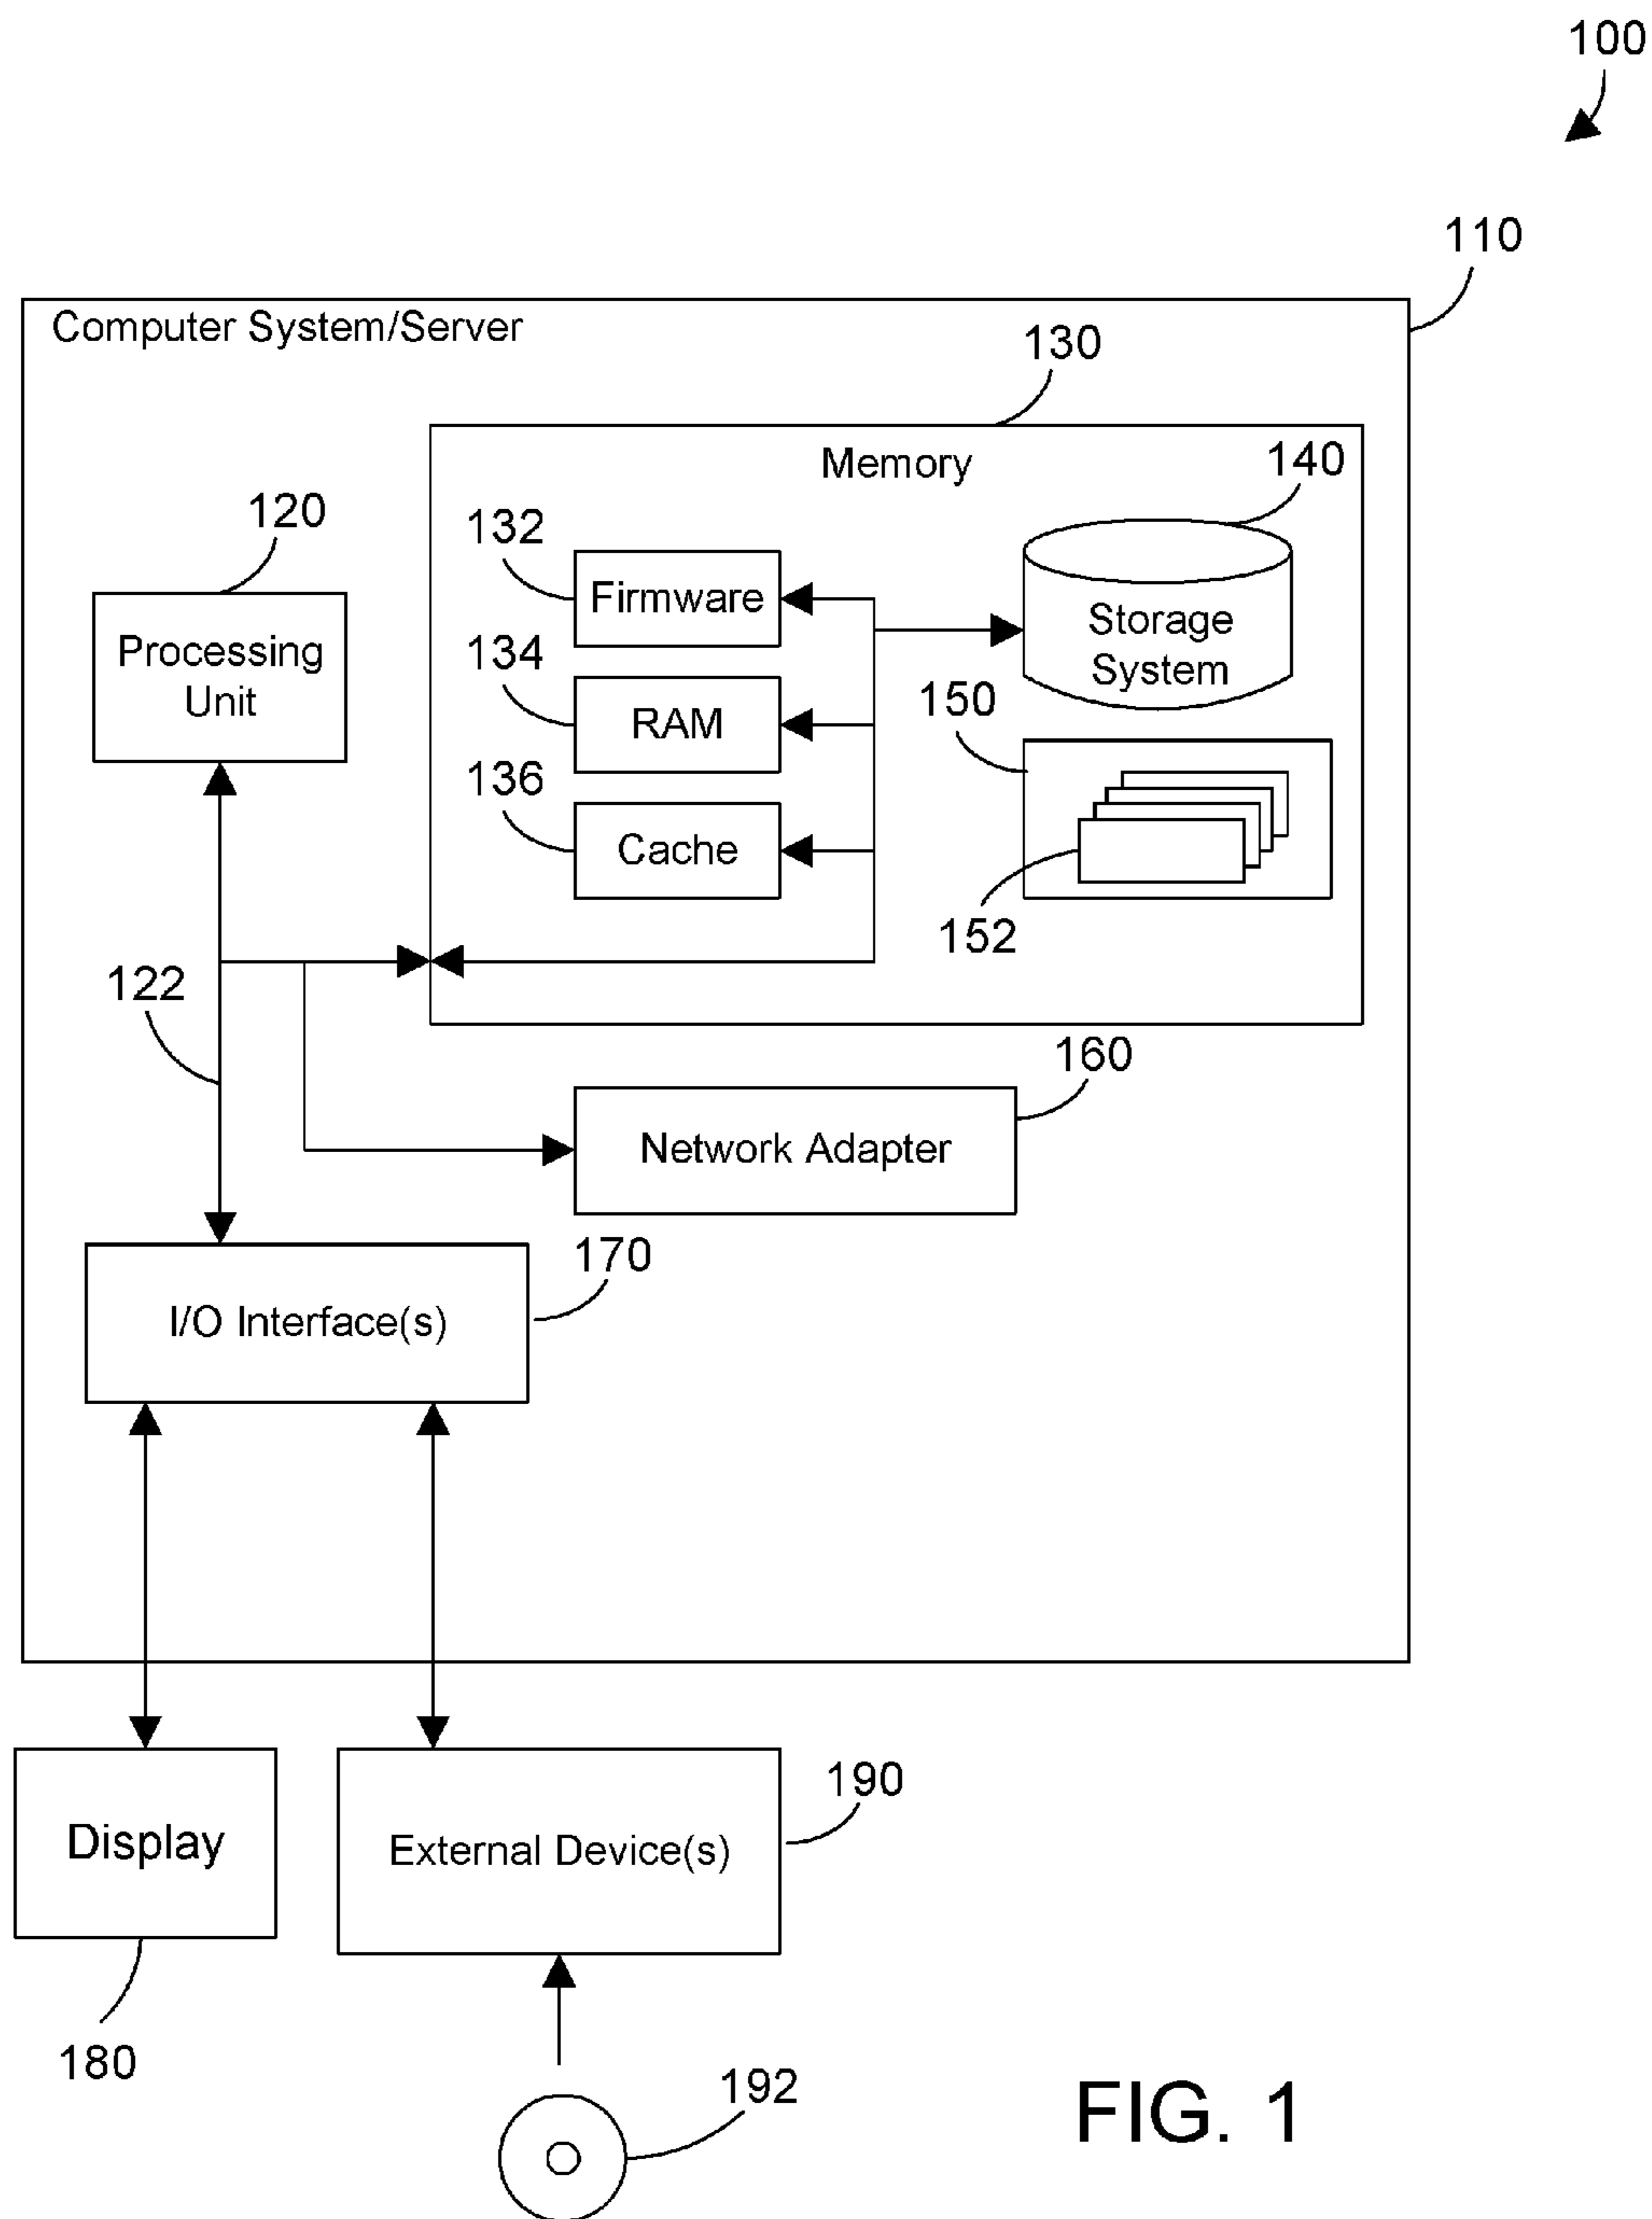 100
110
Computer System/Server
130
Memory
140
120
132
Firmware
Storage
System
Processing
Unit
134
RAM
150
136
Cache
152
122
160
Network Adapter
170
I/O Interface(s)
190
Display
External Device(s)
180
192
FIG. 1